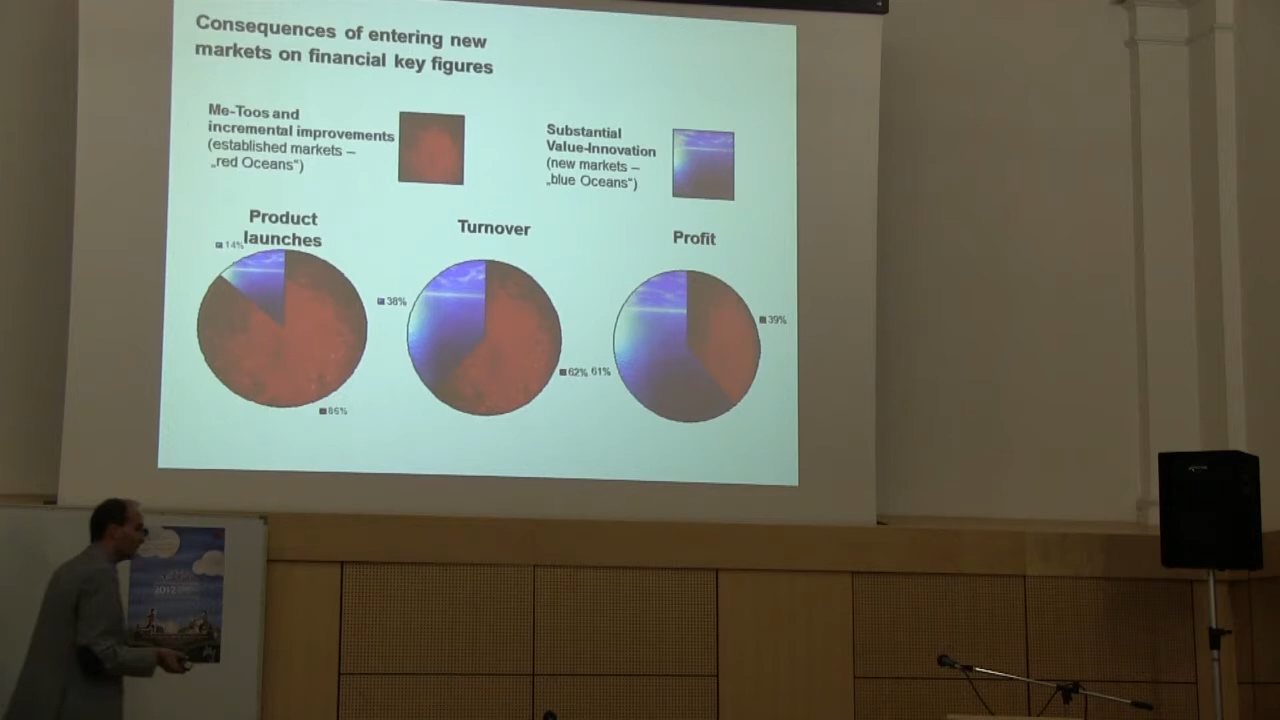 Consequences of entering new
markets on financial key figures
Me-Toos and
incremental improvements
(established markets –
„red Oceans“)
Substantial
Value-Innovation
(new markets –
„blue Oceans“)
Product
launches
14%
86%
Turnover
38%
62%
Profit
61%
39%
2012